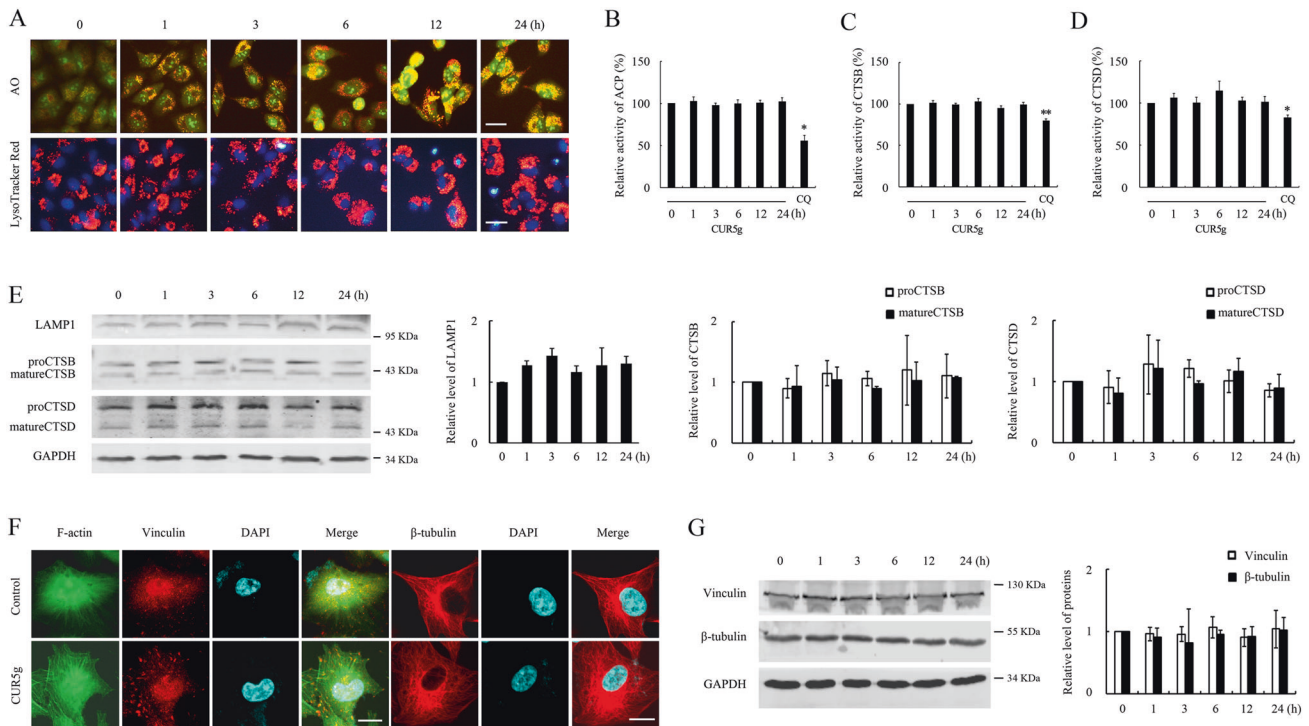 A
0 1 3 6 12 24 (h)
AO
LysoTracker Red
B
Relative activity of ACP (%)
150
100
50
0
*
0 1 3 6 12 24 (h) CQ
CUR5g
C
Relative activity of CTSB (%)
150
100
50
0
**
0 1 3 6 12 24 (h) CQ
CUR5g
D
Relative activity of CTSD (%)
150
100
50
0
*
0 1 3 6 12 24 (h) CQ
CUR5g
E
0 1 3 6 12 24 (h)
LAMP1
95 KDa
proCTSB
matureCTSB
43 KDa
proCTSD
matureCTSD
43 KDa
GAPDH
34 KDa
Relative level of LAMP1
2
1
0
0 1 3 6 12 24 (h)
proCTSB
matureCTSB
Relative level of CTSB
2
1
0
0 1 3 6 12 24 (h)
proCTSD
matureCTSD
Relative level of CTSD
2
1
0
0 1 3 6 12 24 (h)
F
F-actin Vinculin DAPI Merge β-tubulin DAPI Merge
Control
CUR5g
G
0 1 3 6 12 24 (h)
Vinculin
130 KDa
β-tubulin
55 KDa
GAPDH
34 KDa
Vinculin
β-tubulin
Relative level of proteins
2
1
0
0 1 3 6 12 24 (h)